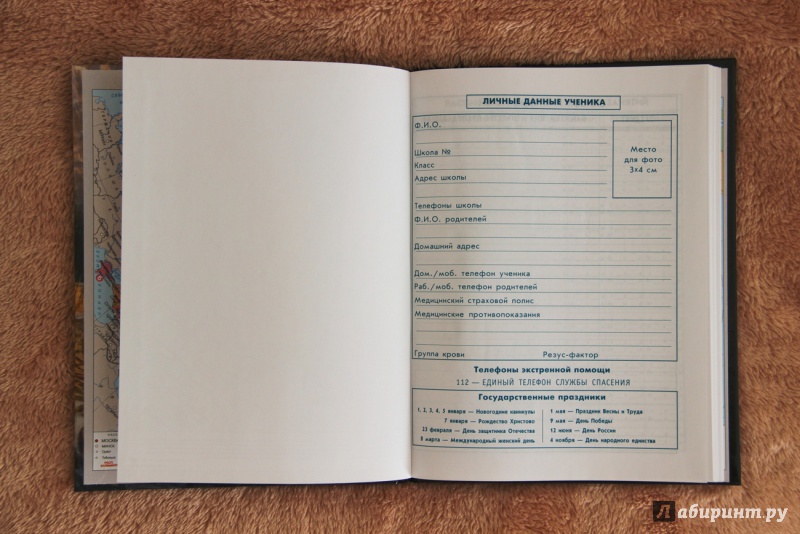 ЛИЧНЫЕ ДАННЫЕ УЧЕНИКА
Ф.И.О.
Место
для фото
3х4 см
Школа №
Класс
Адрес школы
Телефоны школы
Ф.И.О. родителей
Домашний адрес
Дом./моб. телефон ученика
Раб./моб. телефон родителей
Медицинский страховой полис
Медицинские противопоказания
Группа крови Резус-фактор
Телефоны экстренной помощи
112 — ЕДИНЫЙ ТЕЛЕФОН СЛУЖБЫ СПАСЕНИЯ
Государственные праздники
1, 2, 3, 4, 5 января — Новогодние каникулы
7 января — Рождество Христово
23 февраля — День защитника Отечества
8 марта — Международный женский день
1 мая — Праздник Весны и Труда
9 мая — День Победы
12 июня — День России
4 ноября — День народного единства
МОСКВА
МИНСК
Лабиринт.ру